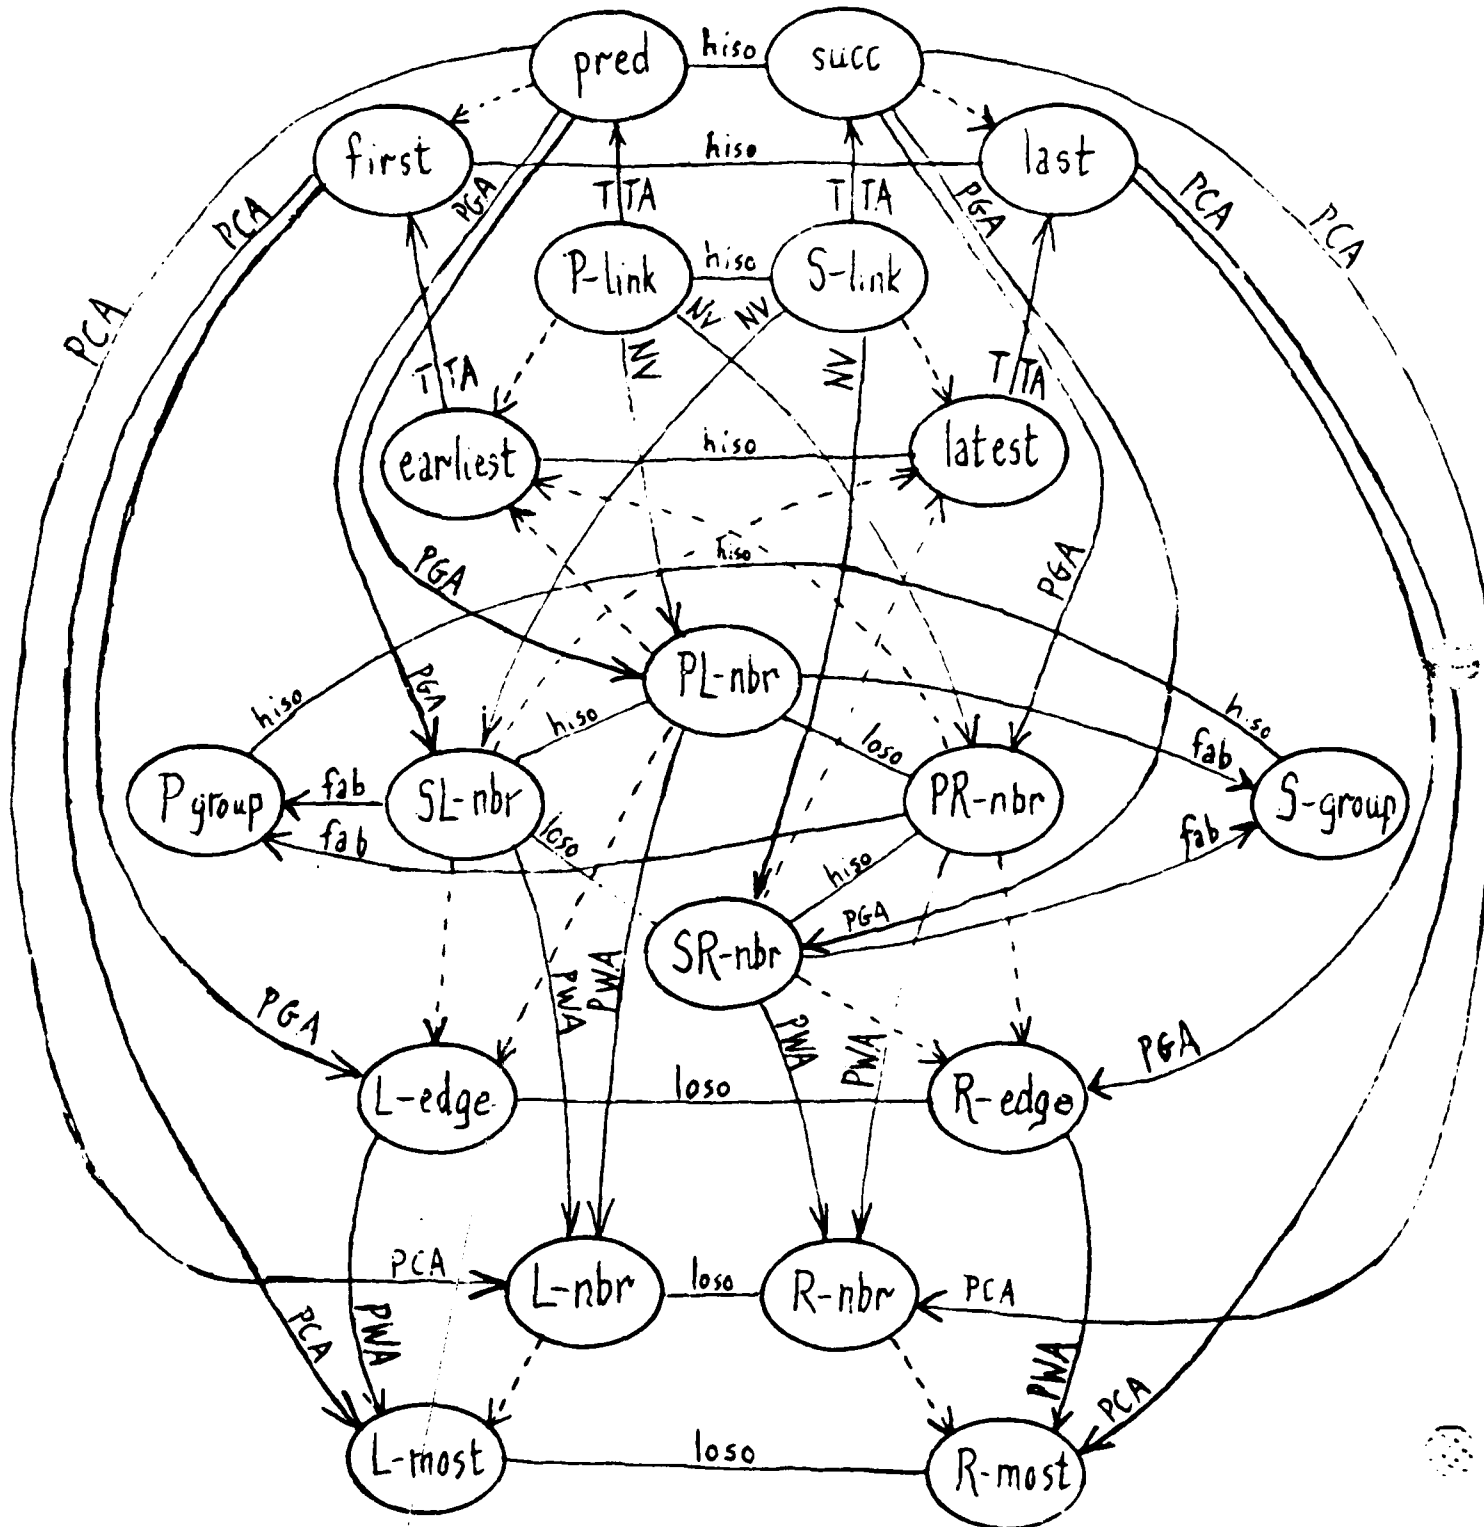 pred hiso succ
first hiso last
PCA PGA PGA PCA
T TA T TA
PCA PCA
P-link hiso S-link
NV NV
NV NV
T TA T TA
earliest hiso latest
hiso
PGA PGA
PGA
PL-nbr
hiso hiso loso hiso
fab
P group fab SL-nbr PR-nbr S-group
fab loso hiso fab
PGA
SR-nbr
PWA PWA
PGA PWA PWA PGA
L-edge loso R-edge
PCA L-nbr loso R-nbr PCA
PCA PWA PWA PCA
L-most loso R-most